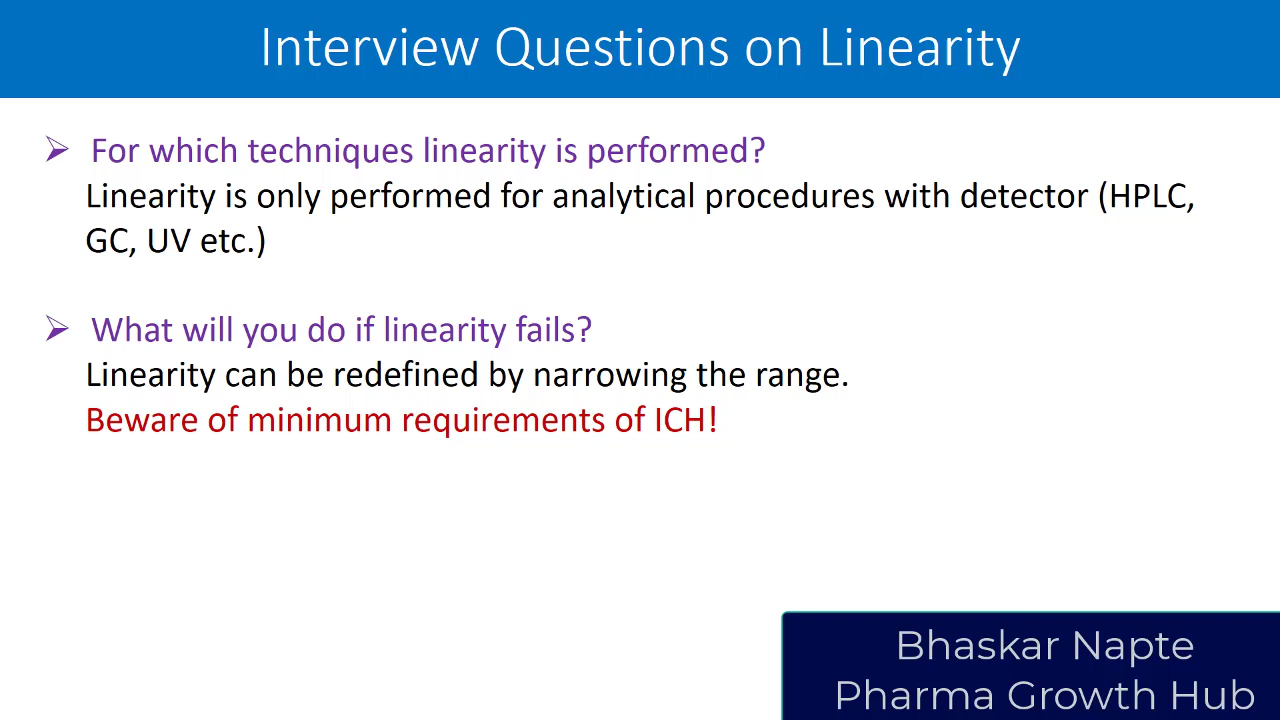 Interview Questions on Linearity
➢ For which techniques linearity is performed?
Linearity is only performed for analytical procedures with detector (HPLC,
GC, UV etc.)
➢ What will you do if linearity fails?
Linearity can be redefined by narrowing the range.
Beware of minimum requirements of ICH!
Bhaskar Napte
Pharma Growth Hub